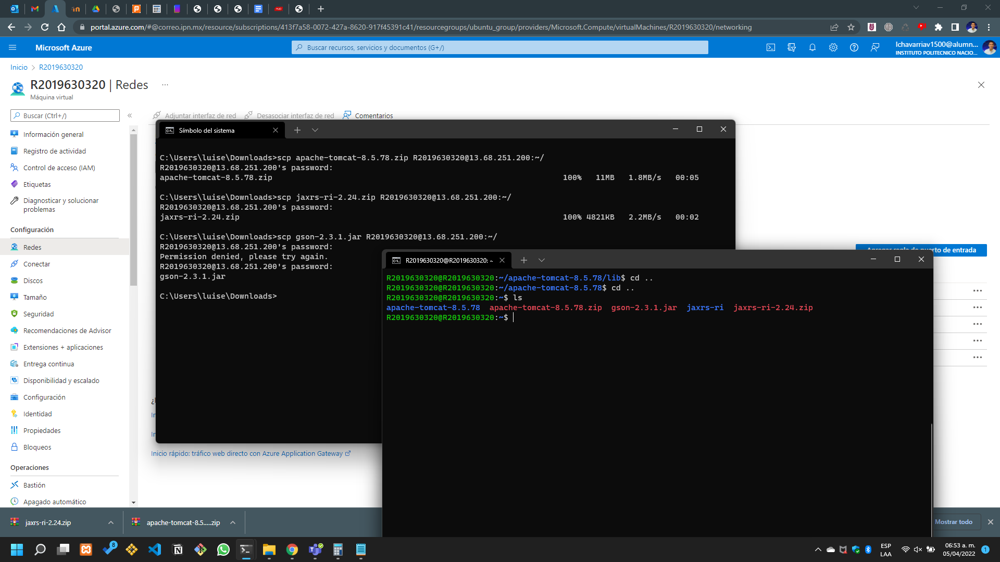 portal.azure.com/#@correo.ipn.mx/resource/subscriptions/413f7a58-0072-427a-8620-917f45391c41/resourcegroups/ubuntu_group/providers/Microsoft.Compute/virtualMachines/R2019630320/networking
Microsoft Azure
Buscar recursos, servicios y documentos (G+/)
lchavarriav1500@alumn...
INSTITUTO POLITECNICO NACIO...
Inicio > R2019630320
R2019630320 | Redes ...
Máquina virtual
Buscar (Ctrl+/)
«
Adjuntar interfaz de red
Desasociar interfaz de red
Comentarios
Información general
Registro de actividad
Control de acceso (IAM)
Etiquetas
Diagnosticar y solucionar
problemas
Configuración
Redes
Conectar
Discos
Tamaño
Seguridad
Recomendaciones de Advisor
Extensiones + aplicaciones
Entrega continua
Disponibilidad y escalado
Configuración
Identidad
Propiedades
Bloqueos
Operaciones
Bastión
Apagado automático
Símbolo del sistema
C:\Users\luise\Downloads>scp apache-tomcat-8.5.78.zip R2019630320@13.68.251.200:~/
R2019630320@13.68.251.200's password:
apache-tomcat-8.5.78.zip 100% 11MB 1.8MB/s 00:05
C:\Users\luise\Downloads>scp jaxrs-ri-2.24.zip R2019630320@13.68.251.200:~/
R2019630320@13.68.251.200's password:
jaxrs-ri-2.24.zip 100% 4821KB 2.2MB/s 00:02
C:\Users\luise\Downloads>scp gson-2.3.1.jar R2019630320@13.68.251.200:~/
R2019630320@13.68.251.200's password:
Permission denied, please try again.
R2019630320@13.68.251.200's password:
gson-2.3.1.jar
C:\Users\luise\Downloads>
puerto de entrada
R2019630320@R2019630320: ~
R2019630320@R2019630320:~/apache-tomcat-8.5.78/lib$ cd ..
R2019630320@R2019630320:~/apache-tomcat-8.5.78$ cd ..
R2019630320@R2019630320:~$ ls
apache-tomcat-8.5.78 apache-tomcat-8.5.78.zip gson-2.3.1.jar jaxrs-ri jaxrs-ri-2.24.zip
R2019630320@R2019630320:~$
Inicio rápido: tráfico web directo con Azure Application Gateway
jaxrs-ri-2.24.zip
apache-tomcat-8.5.....zip
Mostrar todo
8
ESP
LAA
06:53 a. m.
05/04/2022
1